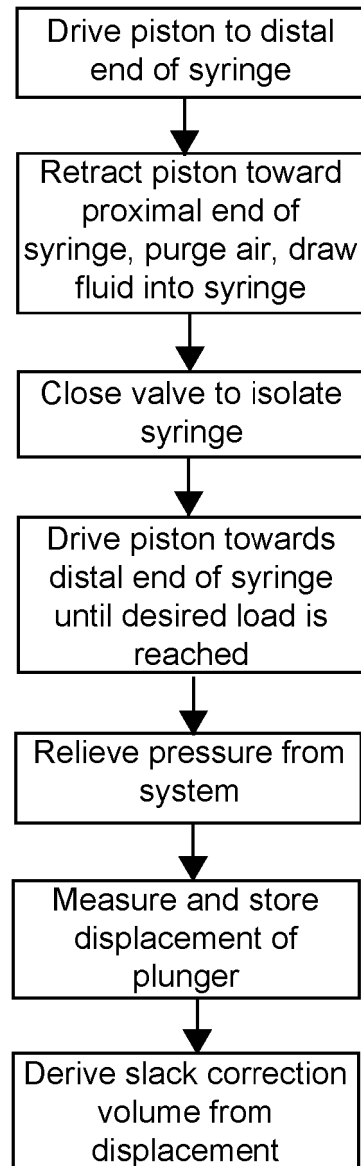 Drive piston to distal
end of syringe
Retract piston toward
proximal end of
syringe, purge air, draw
fluid into syringe
Close valve to isolate
syringe
Drive piston towards
distal end of syringe
until desired load is
reached
Relieve pressure from
system
Measure and store
displacement of
plunger
Derive slack correction
volume from
displacement